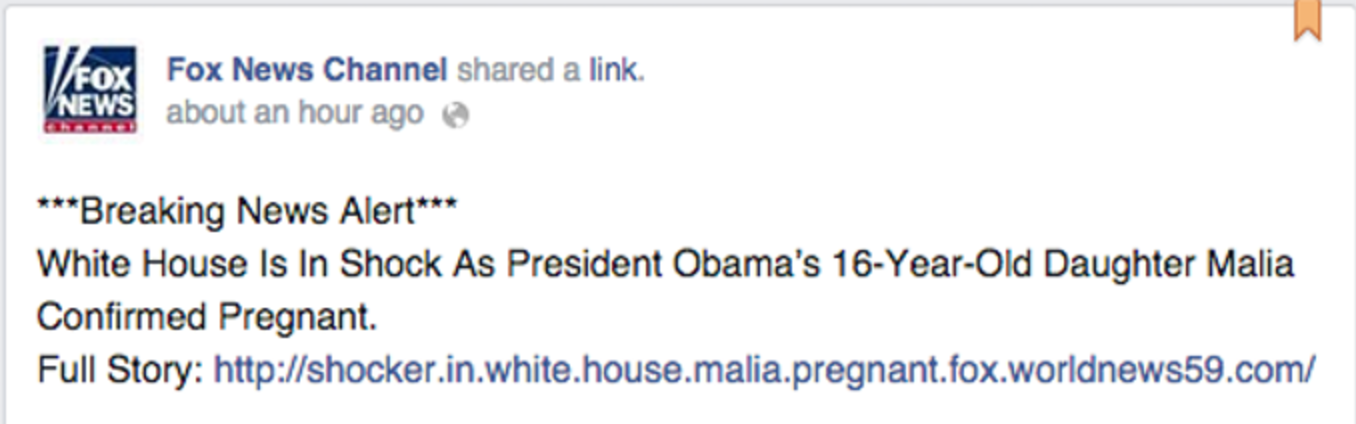 FOX
NEWS
channel
Fox News Channel shared a link.
about an hour ago
***Breaking News Alert***
White House Is In Shock As President Obama's 16-Year-Old Daughter Malia
Confirmed Pregnant.
Full Story: http://shocker.in.white.house.malia.pregnant.fox.worldnews59.com/